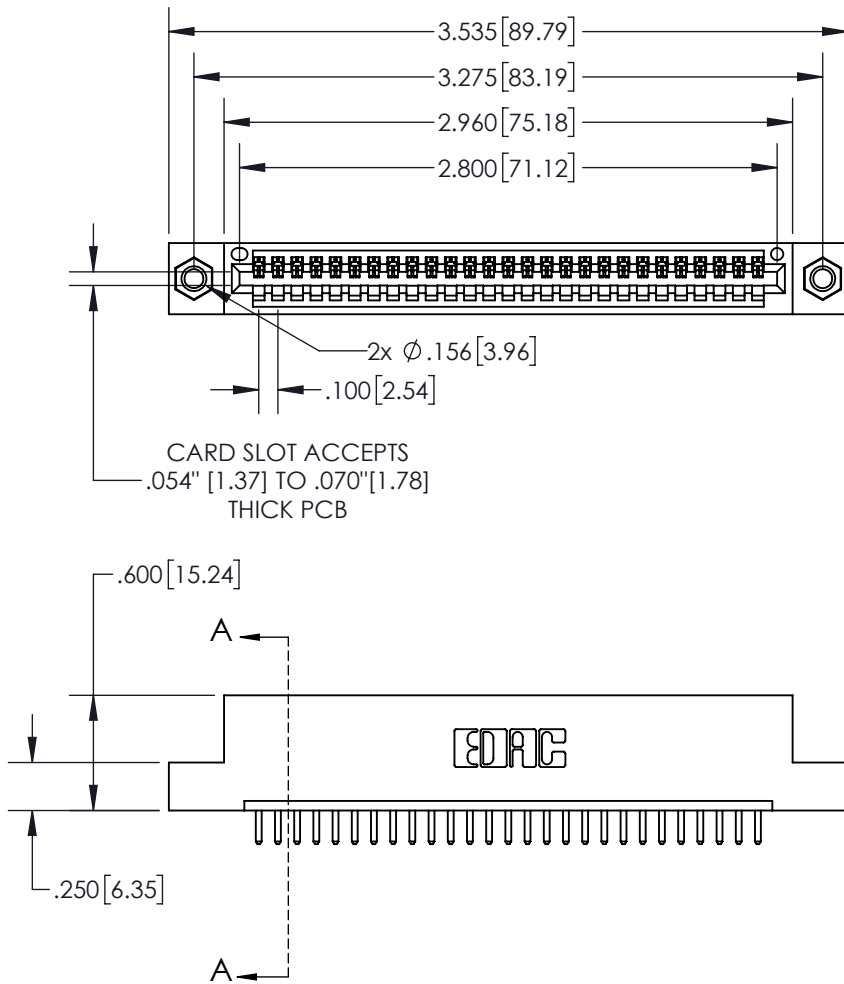 3.535[89.79]
3.275[83.19]
2.960[75.18]
2.800[71.12]
2x Ø.156[3.96]
.100[2.54]
CARD SLOT ACCEPTS
.054" [1.37] TO .070"[1.78]
THICK PCB
.600[15.24]
A
EDAC
.250[6.35]
A